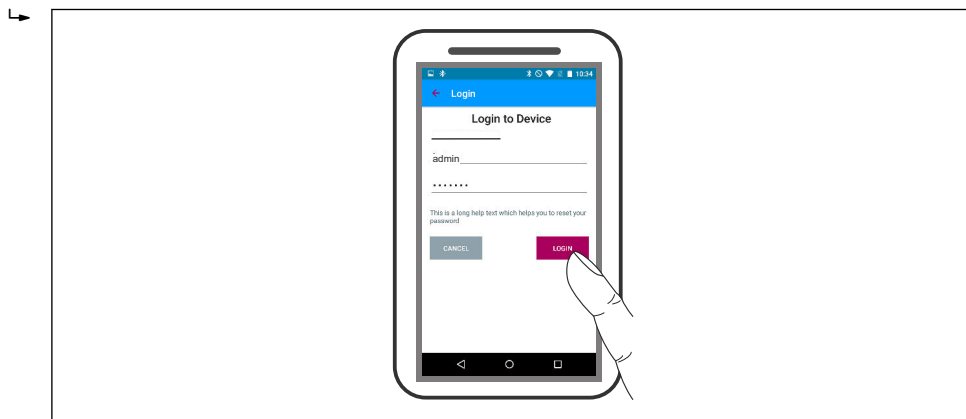 10:34
Login
Login to Device
admin
•••••••
This is a long help text which helps you to reset your
password
CANCEL
LOGIN